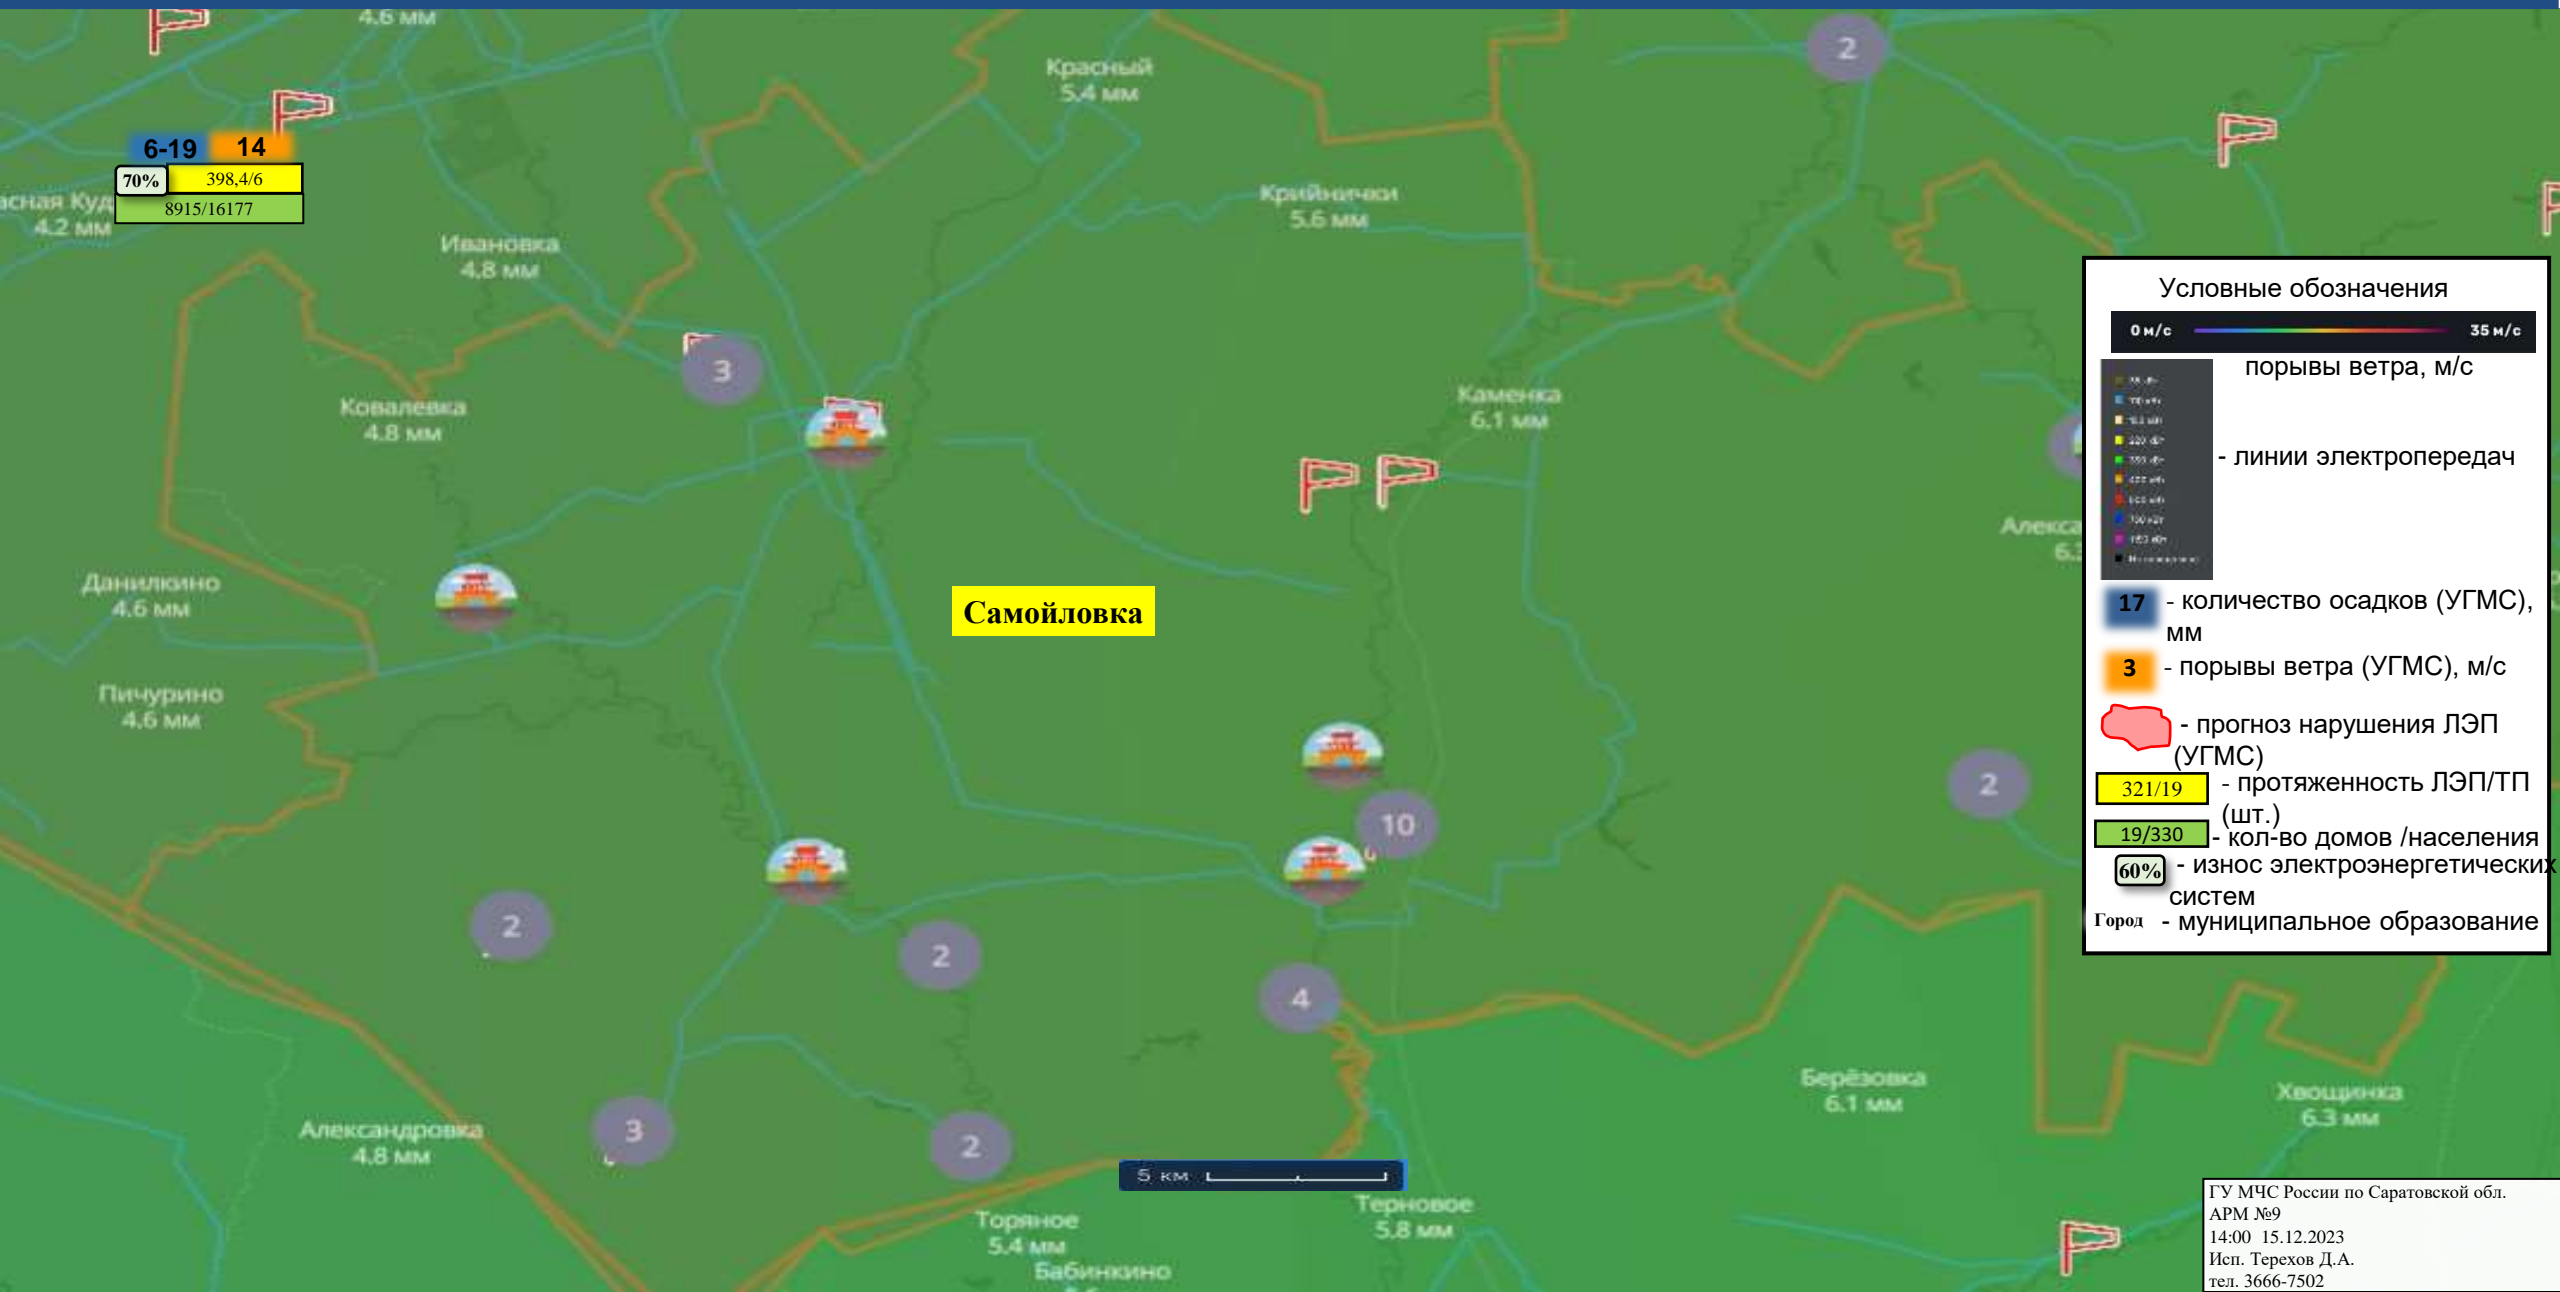 4.6 мм
2
Красный
5.4 мм
6-19 14
70% 398,4/6
8915/16177
4.2 мм
Крийнички
5.6 мм
Ивановка
4.8 мм
3
Ковалевка
4.8 мм
Каменка
6.1 мм
Данилкино
4.6 мм
Самойловка
Пичурино
4.6 мм
10
2
2
2
4
3
2
Александровка
4.8 мм
Берёзовка
6.1 мм
Хвощинка
6.3 мм
5 км
Торяное
5.4 мм
Терновое
5.8 мм
Бабинкино
Условные обозначения
0 м/с 35 м/с
порывы ветра, м/с
- линии электропередач
17 - количество осадков (УГМС),
мм
3 - порывы ветра (УГМС), м/с
- прогноз нарушения ЛЭП
(УГМС)
321/19 - протяженность ЛЭП/ТП
(шт.)
19/330 - кол-во домов /населения
60% - износ электроэнергетических
систем
Город - муниципальное образование
ГУ МЧС России по Саратовской обл.
АРМ №9
14:00 15.12.2023
Исп. Терехов Д.А.
тел. 3666-7502